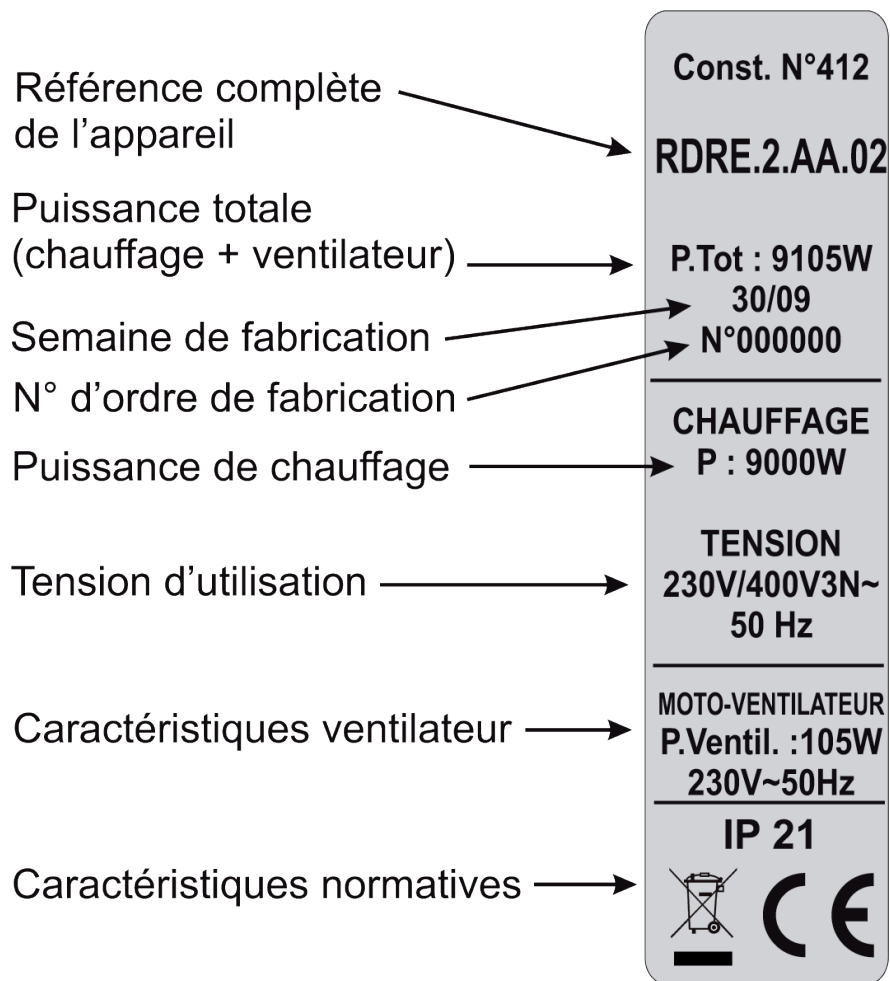 Référence complète
de l'appareil
Puissance totale
(chauffage + ventilateur)
Semaine de fabrication
N° d'ordre de fabrication
Puissance de chauffage
Tension d'utilisation
Caractéristiques ventilateur
Caractéristiques normatives
Const. N°412
RDRE.2.AA.02
P.Tot : 9105W
30/09
N°000000
CHAUFFAGE
P : 9000W
TENSION
230V/400V3N~
50 Hz
MOTO-VENTILATEUR
P.Ventil. :105W
230V~50Hz
IP 21
CE